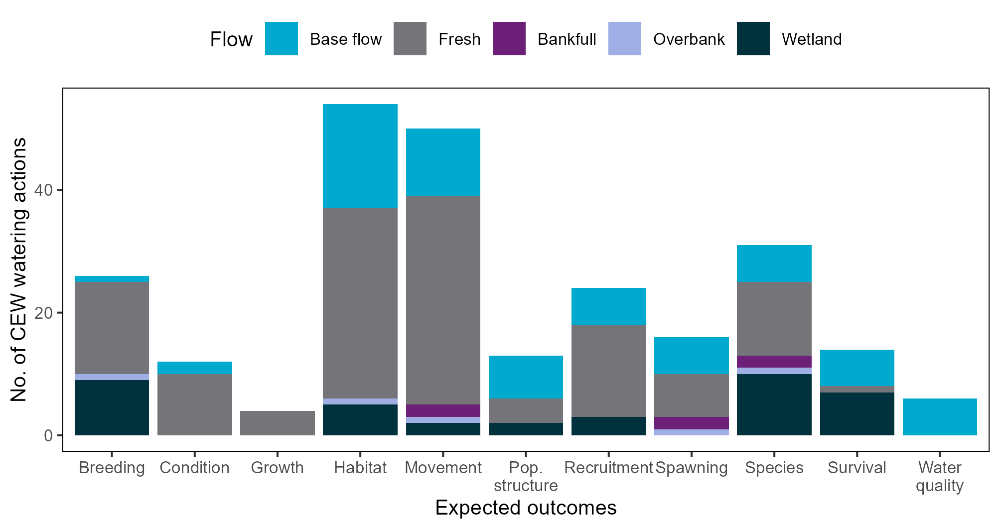 Flow Base flow Fresh Bankfull Overbank Wetland
No. of CEW watering actions
40
20
0
Breeding Condition Growth Habitat Movement Pop. structure Recruitment Spawning Species Survival Water quality
Expected outcomes